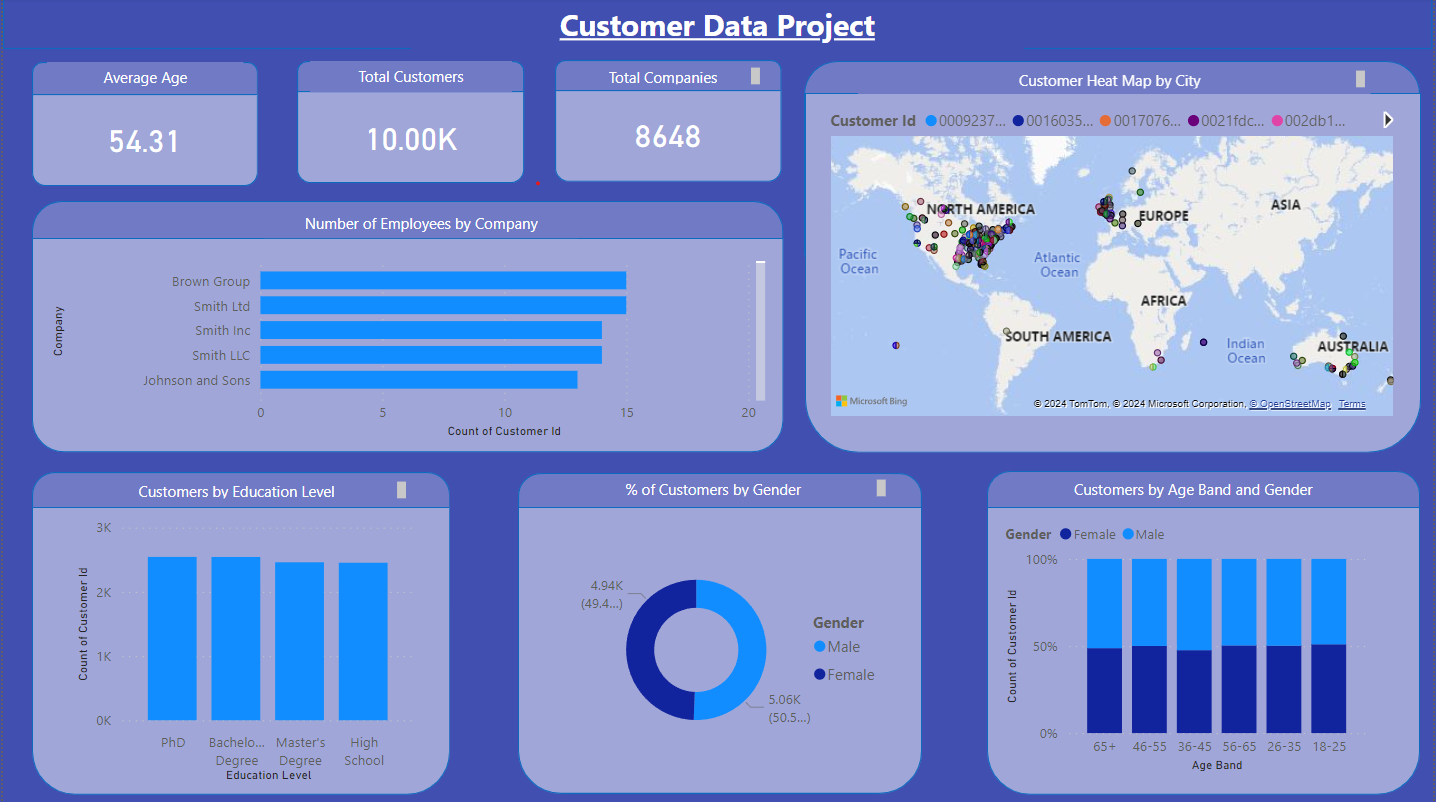 Customer Data Project
Average Age
54.31
Total Customers
10.00K
Total Companies
8648
Customer Heat Map by City
Customer Id 0009237... 0016035... 0017076... 0021fdc... 002db1...
NORTH AMERICA
EUROPE
ASIA
Pacific
Ocean
Atlantic
Ocean
AFRICA
SOUTH AMERICA
Indian
Ocean
AUSTRALIA
Microsoft Bing
© 2024 TomTom, © 2024 Microsoft Corporation, © OpenStreetMap Terms
Number of Employees by Company
Company
Brown Group
Smith Ltd
Smith Inc
Smith LLC
Johnson and Sons
0 5 10 15 20
Count of Customer Id
Customers by Education Level
Count of Customer Id
3K
2K
1K
0K
PhD
Bachelo...
Degree
Master's
Degree
High
School
Education Level
% of Customers by Gender
4.94K
(49.4...)
5.06K
(50.5...)
Gender
Male
Female
Customers by Age Band and Gender
Gender Female Male
Count of Customer Id
100%
50%
0%
65+ 46-55 36-45 56-65 26-35 18-25
Age Band